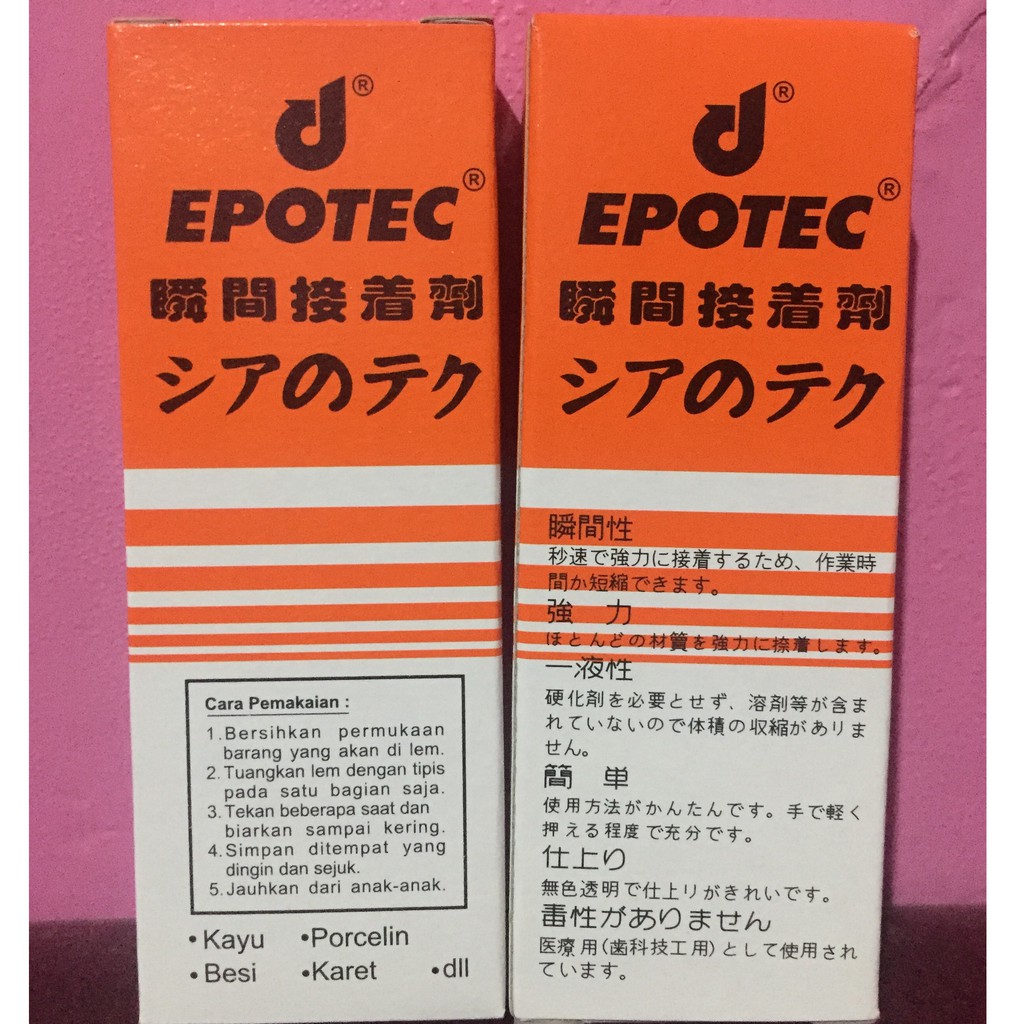 d®
EPOTEC®
瞬間接着剤
シアのテク
Cara Pemakaian :
1. Bersihkan permukaan
barang yang akan di lem.
2. Tuangkan lem dengan tipis
pada satu bagian saja.
3. Tekan beberapa saat dan
biarkan sampai kering.
4. Simpan ditempat yang
dingin dan sejuk.
5. Jauhkan dari anak-anak.
•Kayu •Porcelin
•Besi •Karet •dll
d®
EPOTEC®
瞬間接着剤
シアのテク
瞬間性
秒速で強力に接着するため、作業時
間か短縮できます。
強 力
ほとんどの材質を強力に捺着します。
一液性
硬化剤を必要とせず、溶剤等が含ま
れていないので体積の収縮がありま
せん。
簡 単
使用方法がかんたんです。手で軽く
押える程度で充分です。
仕上り
無色透明で仕上リがきれいです。
毒性がありません
医療用(歯科技工用)として使用され
ています。